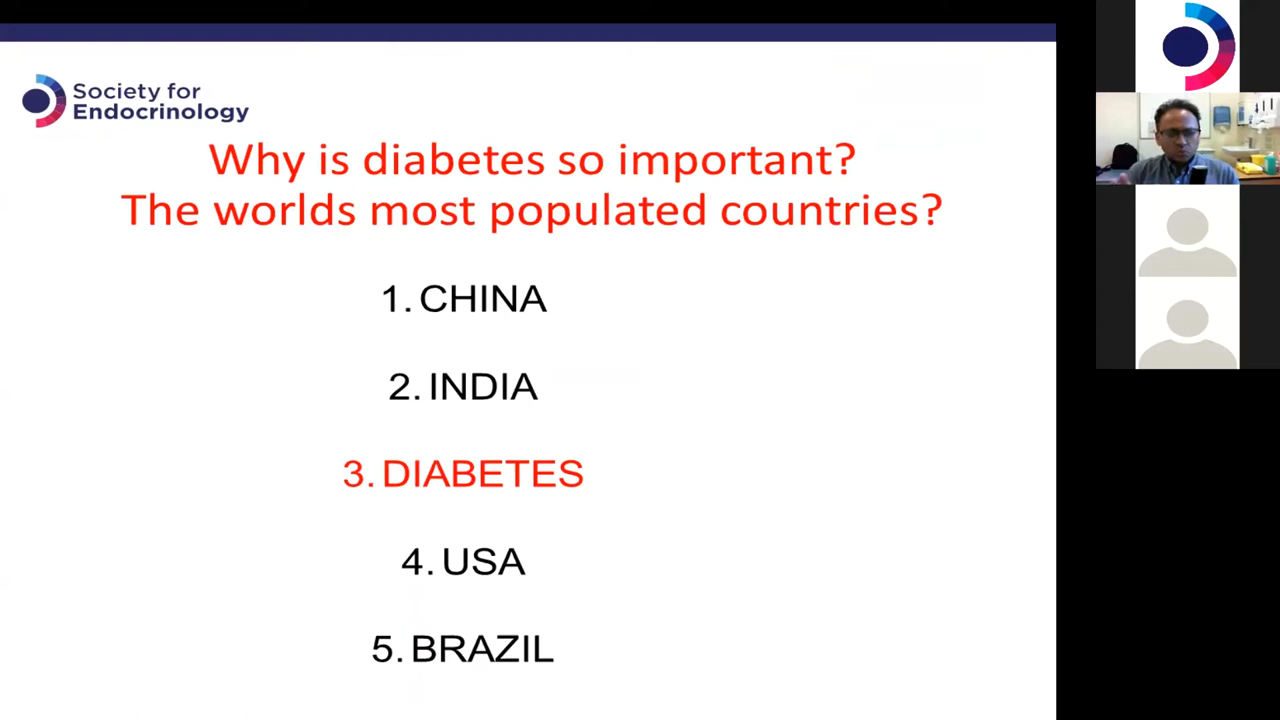 Society for
Endocrinology
Why is diabetes so important?
The worlds most populated countries?
1. CHINA
2. INDIA
3. DIABETES
4. USA
5. BRAZIL